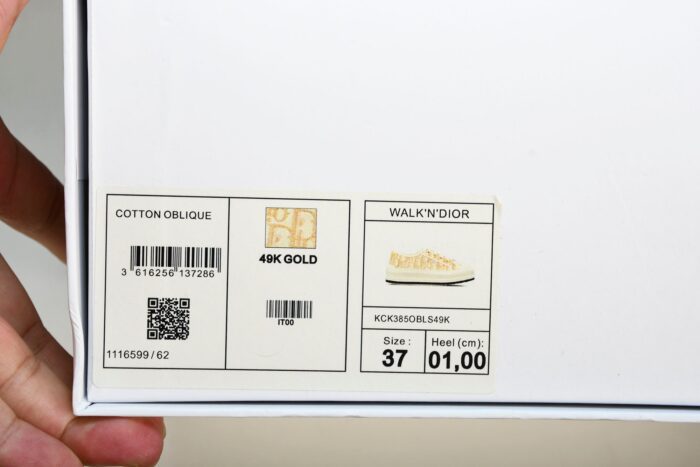 COTTON OBLIQUE
3 616256 137286
1116599 / 62
49K GOLD
IT00
WALK'N'DIOR
KCK385OBLS49K
Size :
37
Heel (cm):
01,00